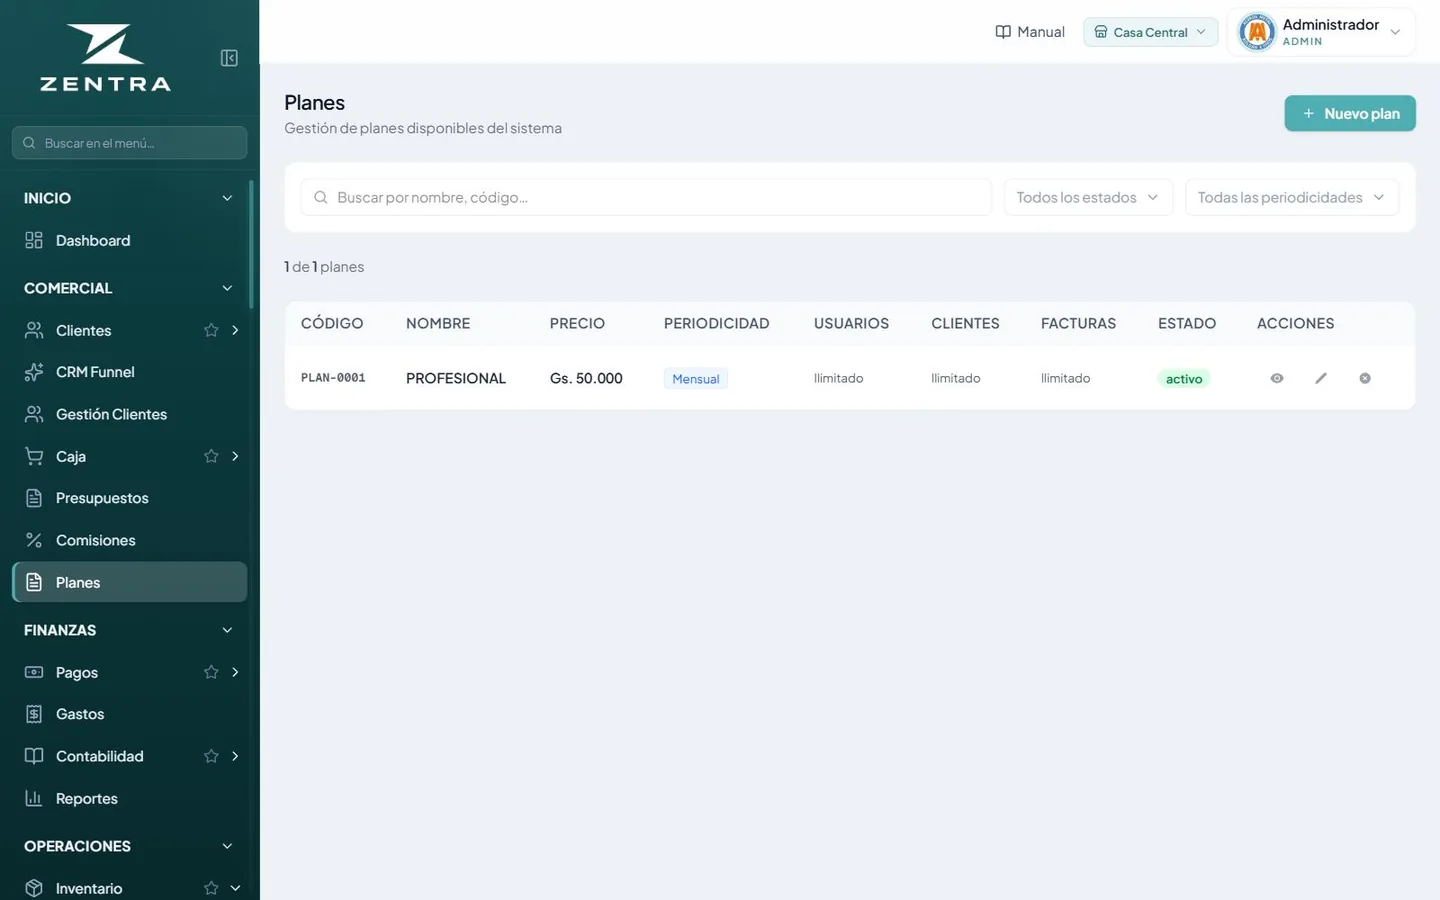 ZENTRA
Buscar en el menú...
INICIO
Dashboard
COMERCIAL
Clientes
CRM Funnel
Gestión Clientes
Caja
Presupuestos
Comisiones
Planes
FINANZAS
Pagos
Gastos
Contabilidad
Reportes
OPERACIONES
Inventario
Manual
Casa Central
Administrador
ADMIN
Planes
Gestión de planes disponibles del sistema
Nuevo plan
Buscar por nombre, código...
Todos los estados
Todas las periodicidades
1 de 1 planes
CÓDIGO NOMBRE PRECIO PERIODICIDAD USUARIOS CLIENTES FACTURAS ESTADO ACCIONES
PLAN-0001 PROFESIONAL Gs. 50.000 Mensual Ilimitado Ilimitado Ilimitado activo